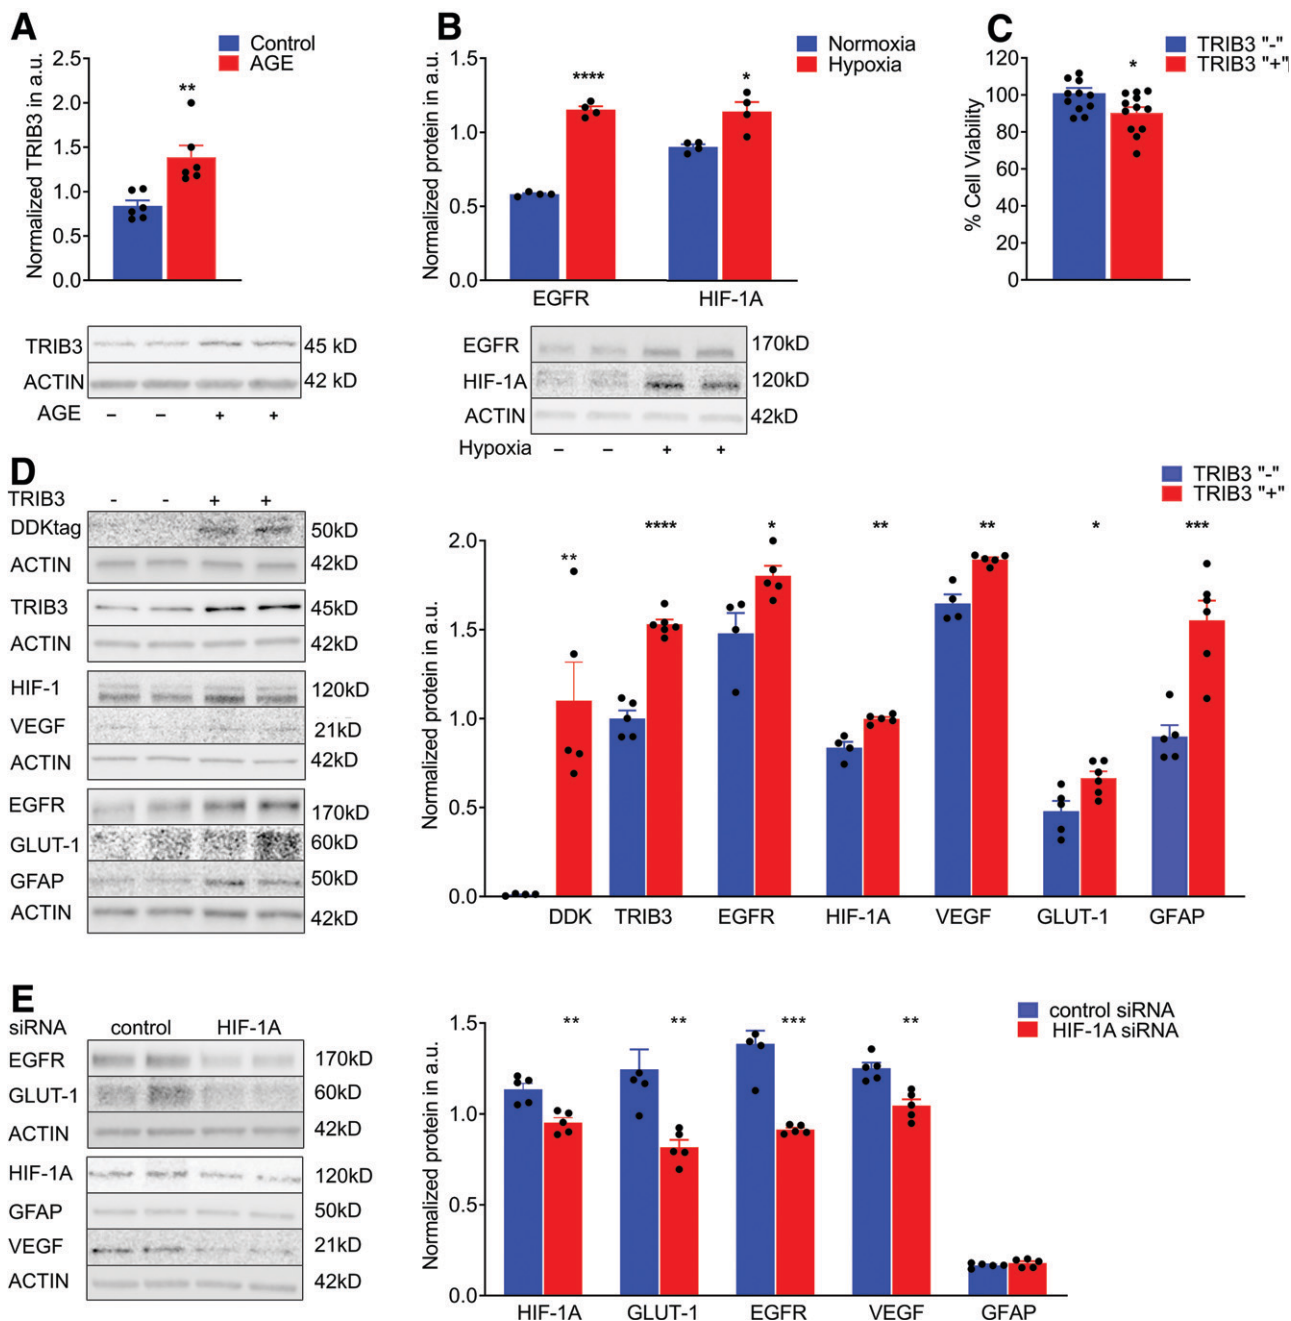 A
Control
AGE
Normalized TRIB3 in a.u.
2.5
2.0
1.5
1.0
0.5
0.0
**
TRIB3
45 kD
ACTIN
42 kD
AGE – – + +
B
Normoxia
Hypoxia
Normalized protein in a.u.
1.5
1.0
0.5
0.0
****
*
EGFR HIF-1A
EGFR
170kD
HIF-1A
120kD
ACTIN
42kD
Hypoxia – – + +
C
TRIB3 "-"
TRIB3 "+"
% Cell Viability
120
100
80
60
40
20
0
*
D
TRIB3 - - + +
DDKtag
50kD
ACTIN
42kD
TRIB3
45kD
ACTIN
42kD
HIF-1
120kD
VEGF
21kD
ACTIN
42kD
EGFR
170kD
GLUT-1
60kD
GFAP
50kD
ACTIN
42kD
TRIB3 "-"
TRIB3 "+"
Normalized protein in a.u.
2.0
1.5
1.0
0.5
0.0
** **** * ** ** * ***
DDK TRIB3 EGFR HIF-1A VEGF GLUT-1 GFAP
E
siRNA control HIF-1A
EGFR
170kD
GLUT-1
60kD
ACTIN
42kD
HIF-1A
120kD
GFAP
50kD
VEGF
21kD
ACTIN
42kD
control siRNA
HIF-1A siRNA
Normalized protein in a.u.
1.5
1.0
0.5
0.0
** ** *** **
HIF-1A GLUT-1 EGFR VEGF GFAP